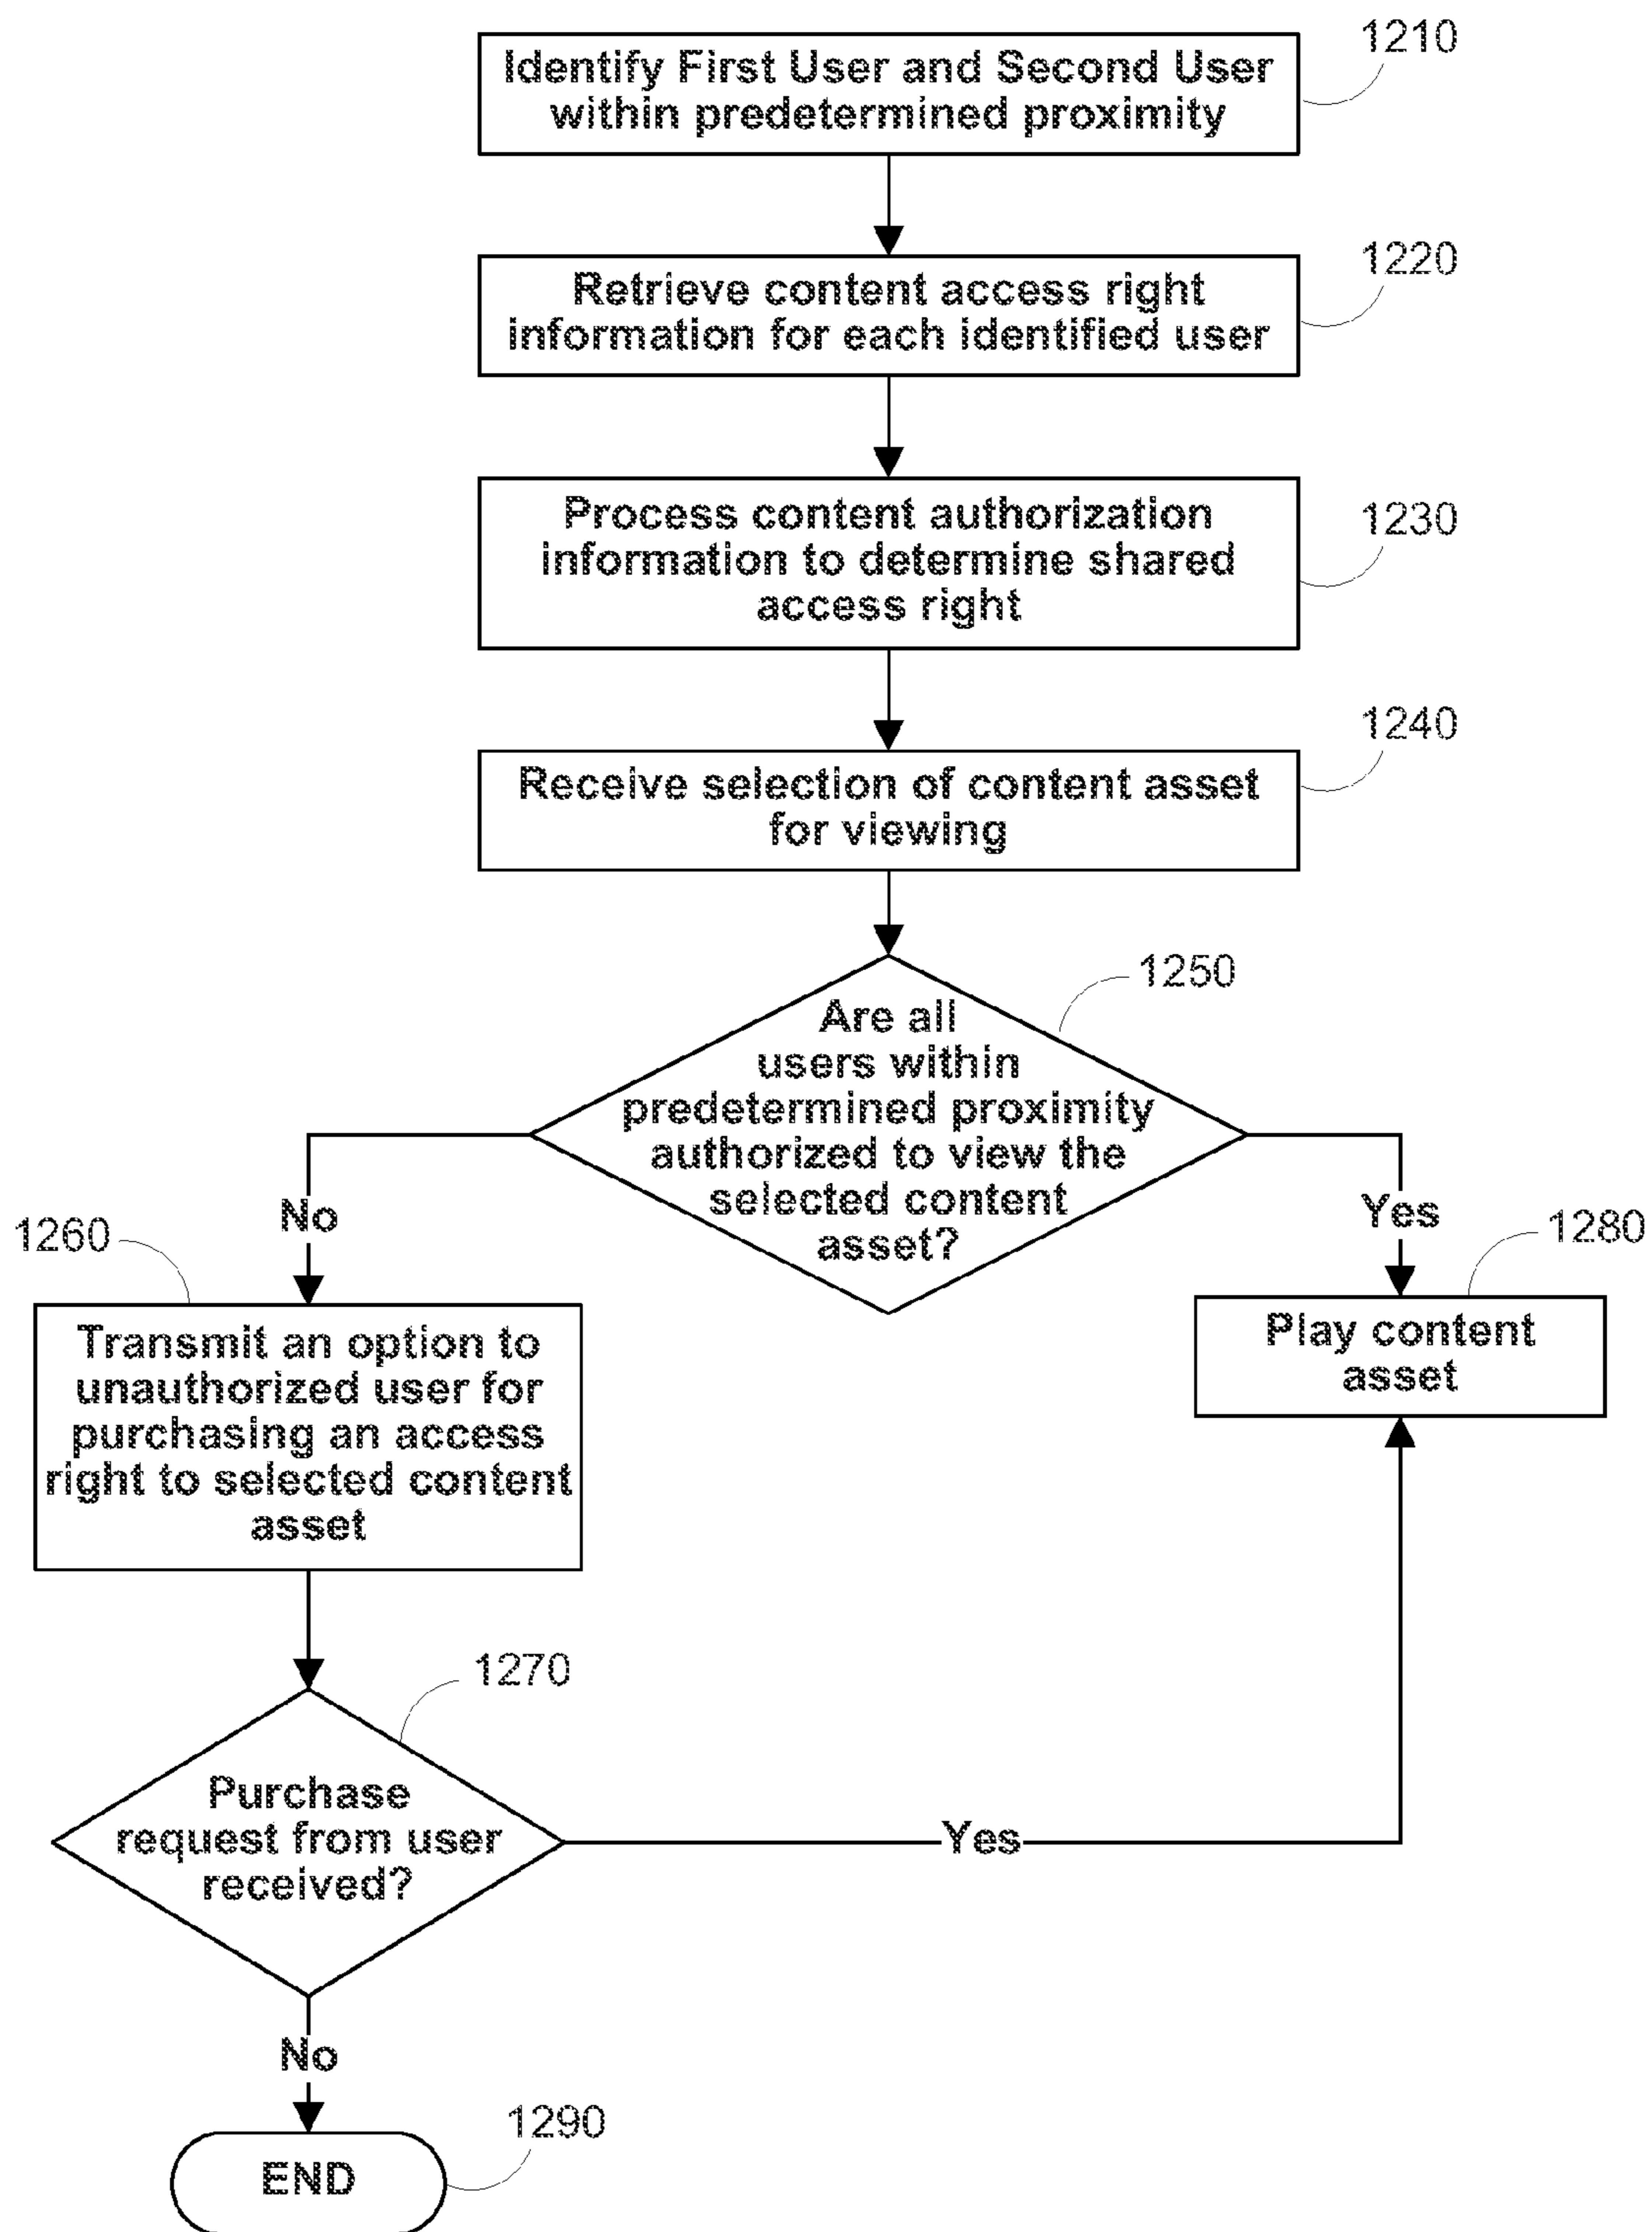 1210
Identify First User and Second User
within predetermined proximity
1220
Retrieve content access right
information for each identified user
1230
Process content authorization
information to determine shared
access right
1240
Receive selection of content asset
for viewing
1250
Are all
users within
predetermined proximity
authorized to view the
selected content
asset?
No
Yes
1260
1280
Transmit an option to
unauthorized user for
purchasing an access
right to selected content
asset
Play content
asset
1270
Purchase
request from user
received?
Yes
No
1290
END